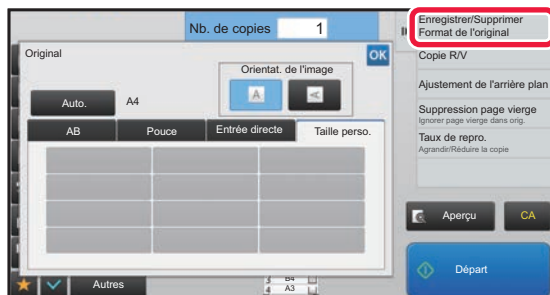 Nb. de copies 1
Enregistrer/Supprimer
Format de l'original
Original
OK
Copie R/V
Orientat. de l'image
A A
Ajustement de l'arrière plan
Auto. A4
Suppression page vierge
Ignorer page vierge dans orig.
AB Pouce Entrée directe Taille perso.
Taux de repro.
Agrandir/Réduire la copie
Aperçu CA
Départ
Autres
3 B4
4 A3